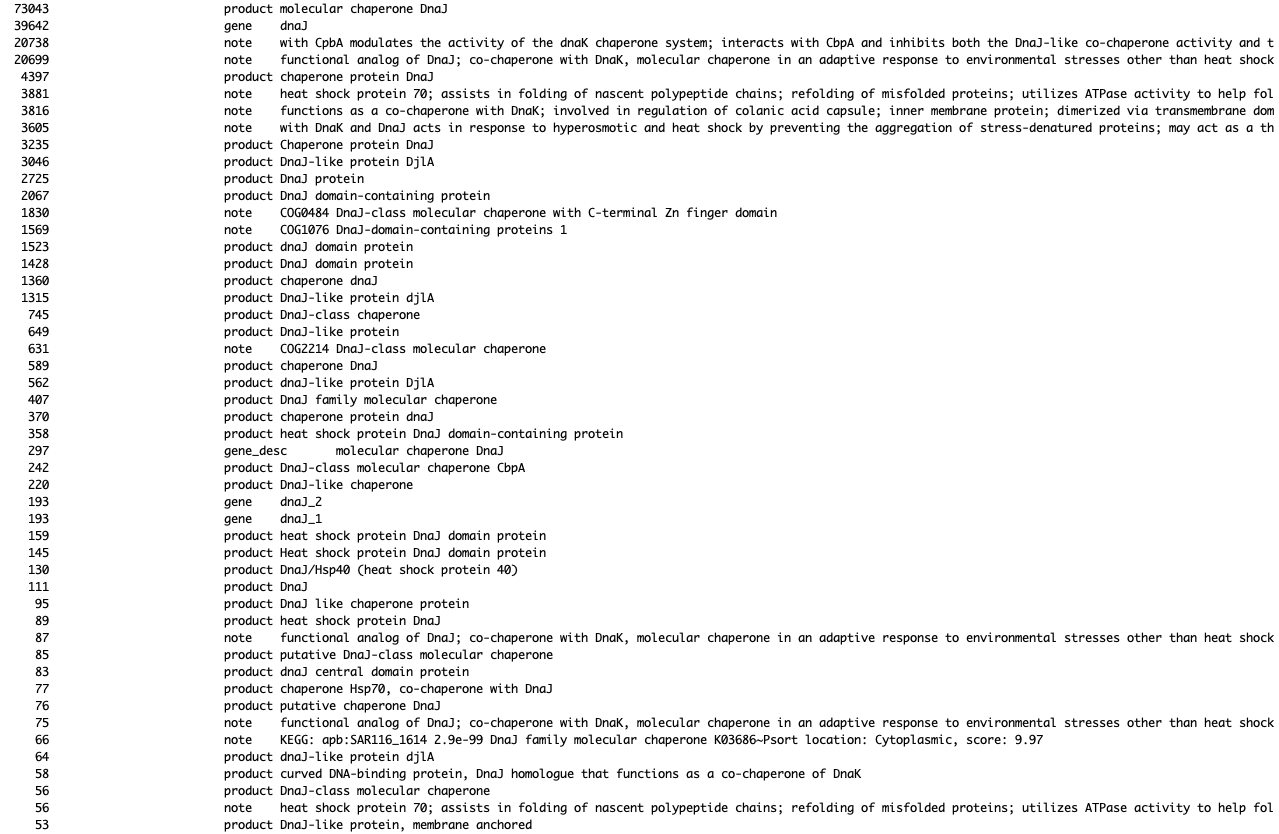 73043 product molecular chaperone DnaJ
39642 gene dnaJ
20738 note with CpbA modulates the activity of the dnaK chaperone system; interacts with CbpA and inhibits both the DnaJ-like co-chaperone activity and t
20699 note functional analog of DnaJ; co-chaperone with DnaK, molecular chaperone in an adaptive response to environmental stresses other than heat shock
4397 product chaperone protein DnaJ
3881 note heat shock protein 70; assists in folding of nascent polypeptide chains; refolding of misfolded proteins; utilizes ATPase activity to help fol
3816 note functions as a co-chaperone with DnaK; involved in regulation of colanic acid capsule; inner membrane protein; dimerized via transmembrane dom
3605 note with DnaK and DnaJ acts in response to hyperosmotic and heat shock by preventing the aggregation of stress-denatured proteins; may act as a th
3235 product Chaperone protein DnaJ
3046 product DnaJ-like protein DjlA
2725 product DnaJ protein
2067 product DnaJ domain-containing protein
1830 note COG0484 DnaJ-class molecular chaperone with C-terminal Zn finger domain
1569 note COG1076 DnaJ-domain-containing proteins 1
1523 product dnaJ domain protein
1428 product DnaJ domain protein
1360 product chaperone dnaJ
1315 product DnaJ-like protein djlA
745 product DnaJ-class chaperone
649 product DnaJ-like protein
631 note COG2214 DnaJ-class molecular chaperone
589 product chaperone DnaJ
562 product dnaJ-like protein DjlA
407 product DnaJ family molecular chaperone
370 product chaperone protein dnaJ
358 product heat shock protein DnaJ domain-containing protein
297 gene_desc molecular chaperone DnaJ
242 product DnaJ-class molecular chaperone CbpA
220 product DnaJ-like chaperone
193 gene dnaJ_2
193 gene dnaJ_1
159 product heat shock protein DnaJ domain protein
145 product Heat shock protein DnaJ domain protein
130 product DnaJ/Hsp40 (heat shock protein 40)
111 product DnaJ
95 product DnaJ like chaperone protein
89 product heat shock protein DnaJ
87 note functional analog of DnaJ; co-chaperone with DnaK, molecular chaperone in an adaptive response to environmental stresses other than heat shock
85 product putative DnaJ-class molecular chaperone
83 product dnaJ central domain protein
77 product chaperone Hsp70, co-chaperone with DnaJ
76 product putative chaperone DnaJ
75 note functional analog of DnaJ; co-chaperone with DnaK, molecular chaperone in an adaptive response to environmental stresses other than heat shock
66 note KEGG: apb:SAR116_1614 2.9e-99 DnaJ family molecular chaperone K03686~Psort location: Cytoplasmic, score: 9.97
64 product dnaJ-like protein djlA
58 product curved DNA-binding protein, DnaJ homologue that functions as a co-chaperone of DnaK
56 product DnaJ-class molecular chaperone
56 note heat shock protein 70; assists in folding of nascent polypeptide chains; refolding of misfolded proteins; utilizes ATPase activity to help fol
53 product DnaJ-like protein, membrane anchored